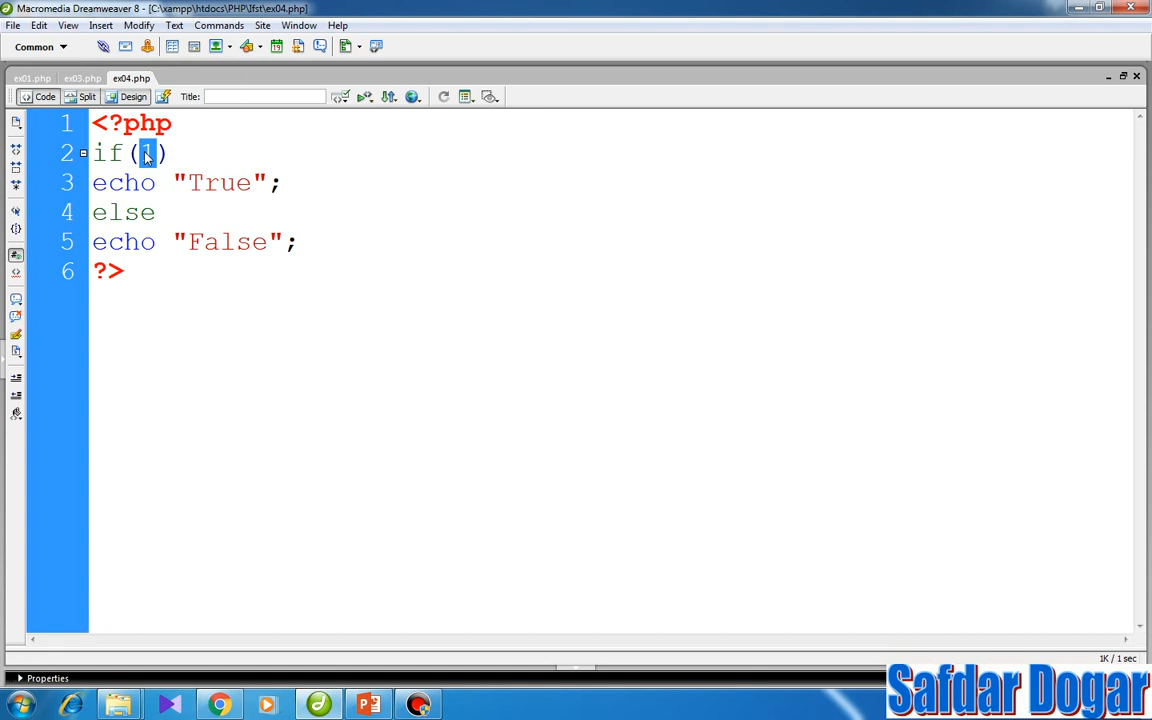 Macromedia Dreamweaver 8 - [C:\xampp\htdocs\PHP\Ifst\ex04.php]
File Edit View Insert Modify Text Commands Site Window Help
Common
ex01.php ex03.php ex04.php
Code Split Design Title:
1 <?php
2 if(1)
3 echo "True";
4 else
5 echo "False";
6 ?>
1K / 1 sec
Properties
Safdar Dogar